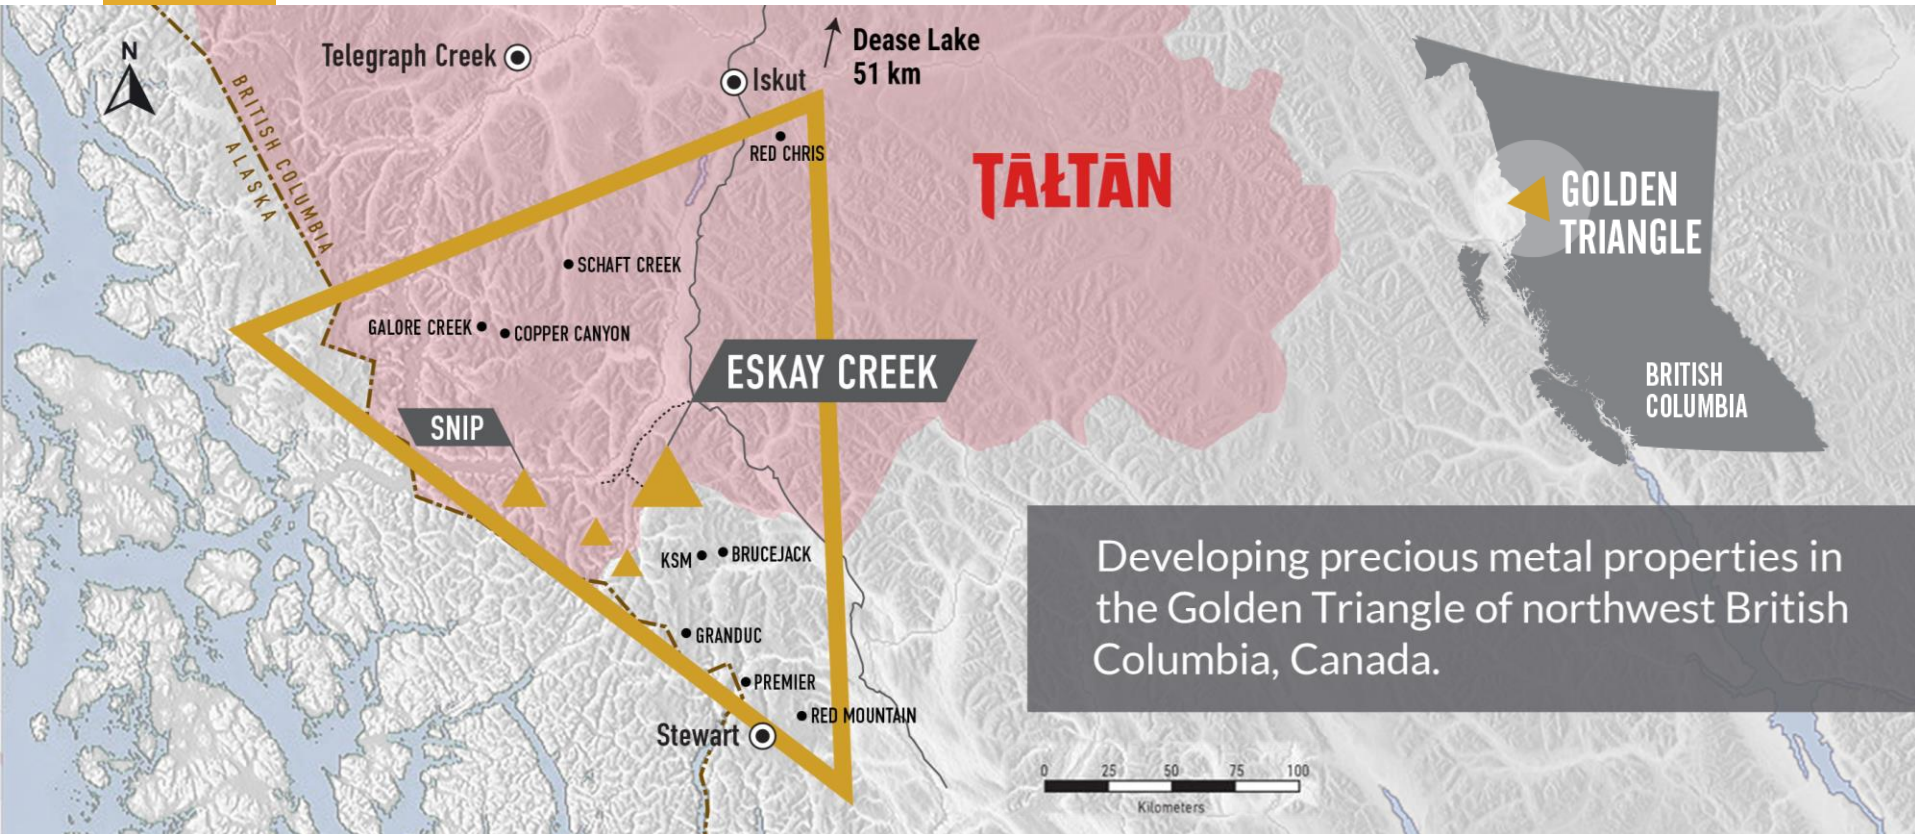 N
Telegraph Creek
Iskut
Dease Lake
51 km
BRITISH COLUMBIA
ALASKA
RED CHRIS
TĀŁTĀN
SCHAFT CREEK
GALORE CREEK
COPPER CANYON
ESKAY CREEK
SNIP
KSM
BRUCEJACK
GRANDUC
PREMIER
RED MOUNTAIN
Stewart
GOLDEN
TRIANGLE
BRITISH
COLUMBIA
Developing precious metal properties in
the Golden Triangle of northwest British
Columbia, Canada.
0 25 50 75 100
Kilometers